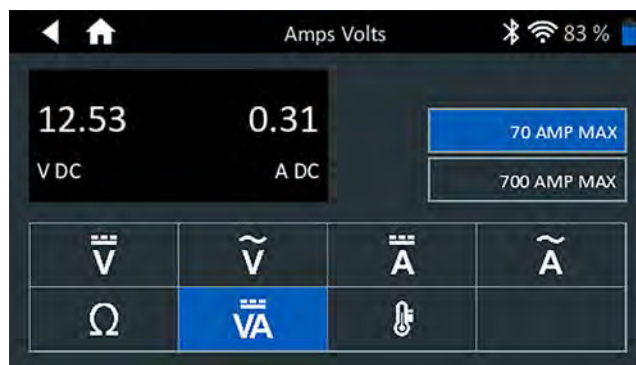 Amps Volts
83 %
12.53 0.31
V DC A DC
70 AMP MAX
700 AMP MAX
V V A A
Ω VA